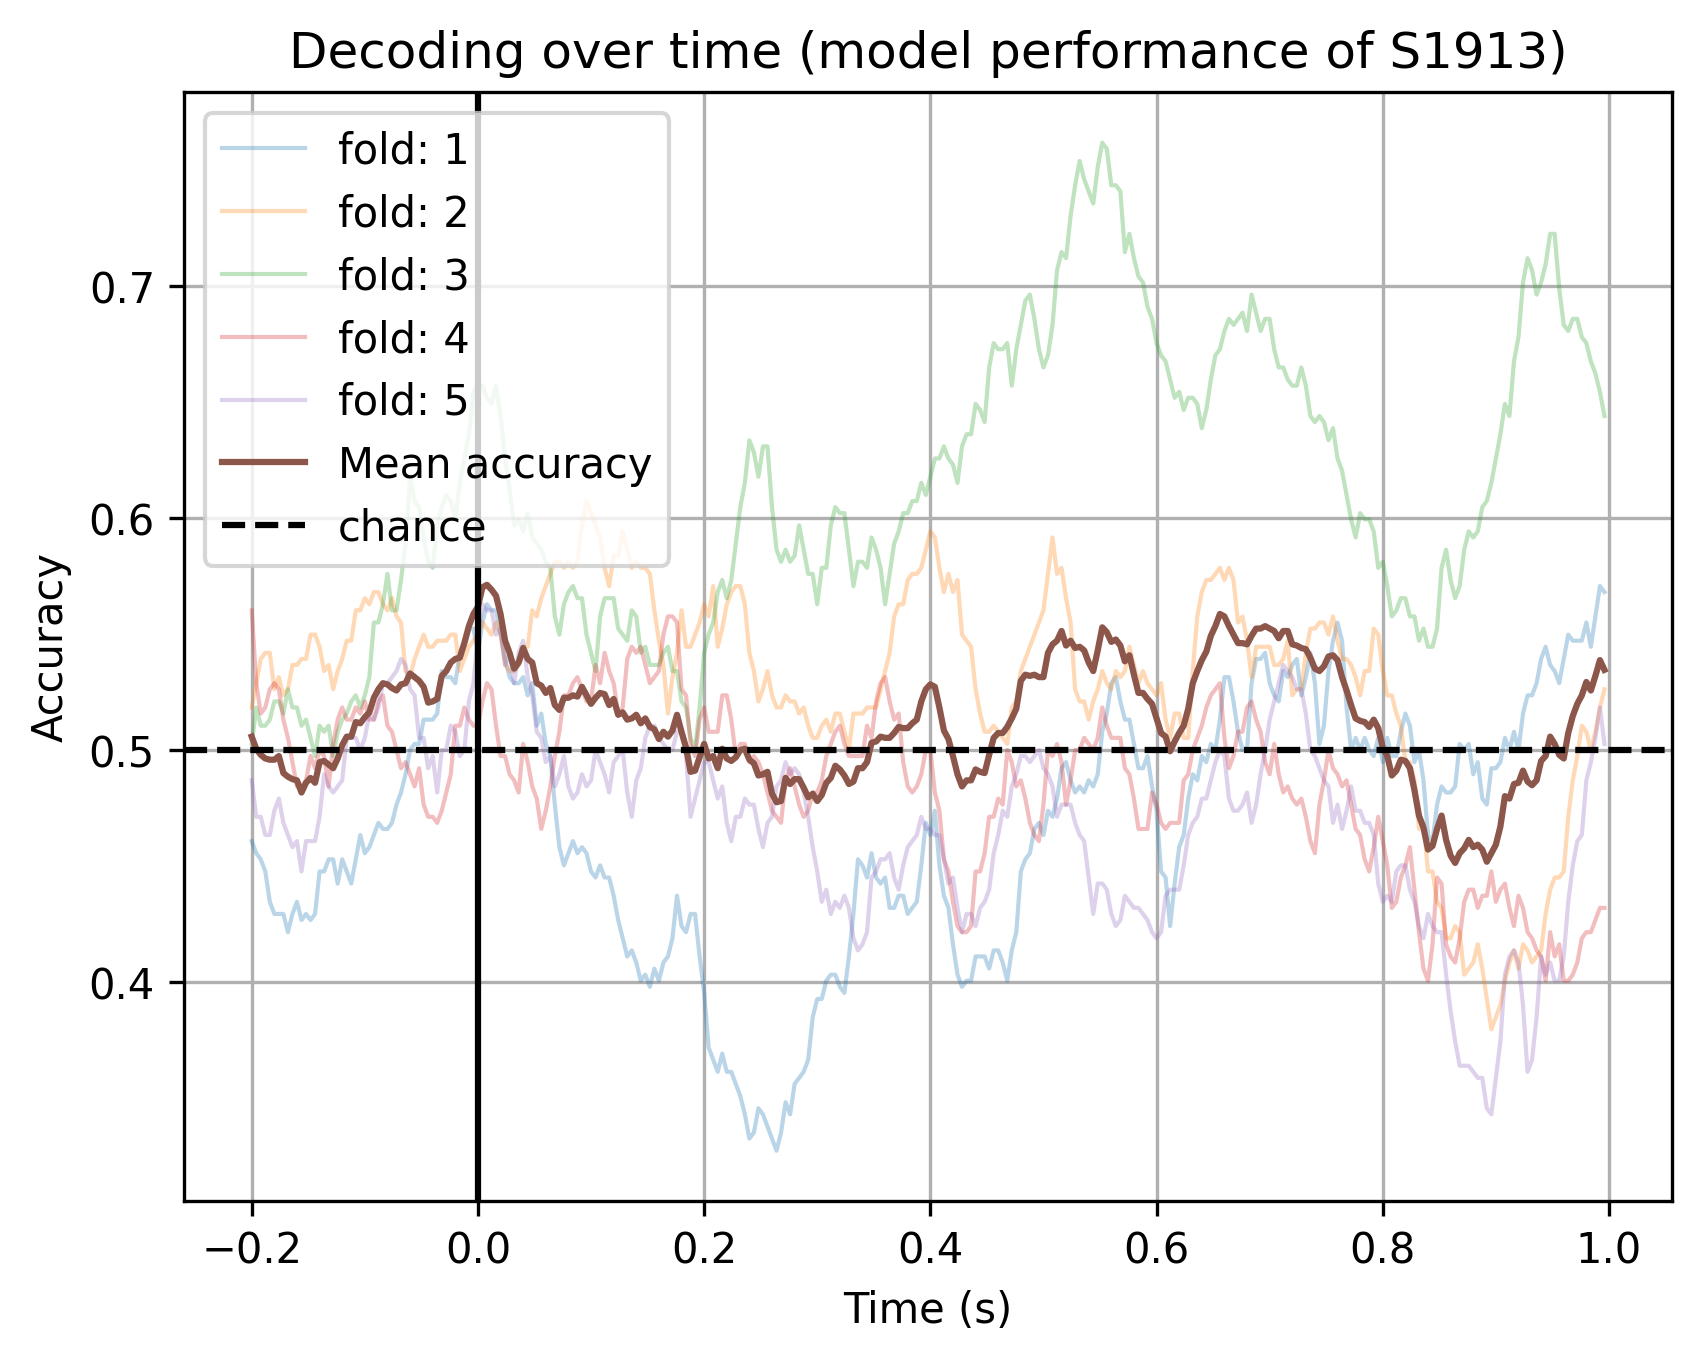 Decoding over time (model performance of S1913)
fold: 1
fold: 2
fold: 3
fold: 4
fold: 5
Mean accuracy
chance
Accuracy
0.7
0.6
0.5
0.4
−0.2 0.0 0.2 0.4 0.6 0.8 1.0
Time (s)